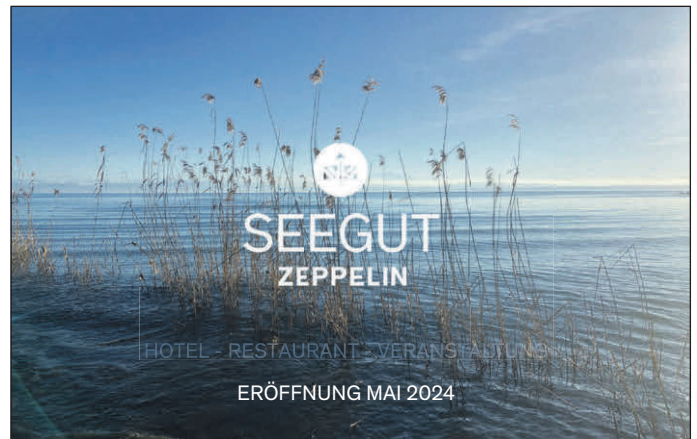 SEEGUT
ZEPPELIN
HOTEL - RESTAURANT - VERANSTALTUNG
ERÖFFNUNG MAI 2024